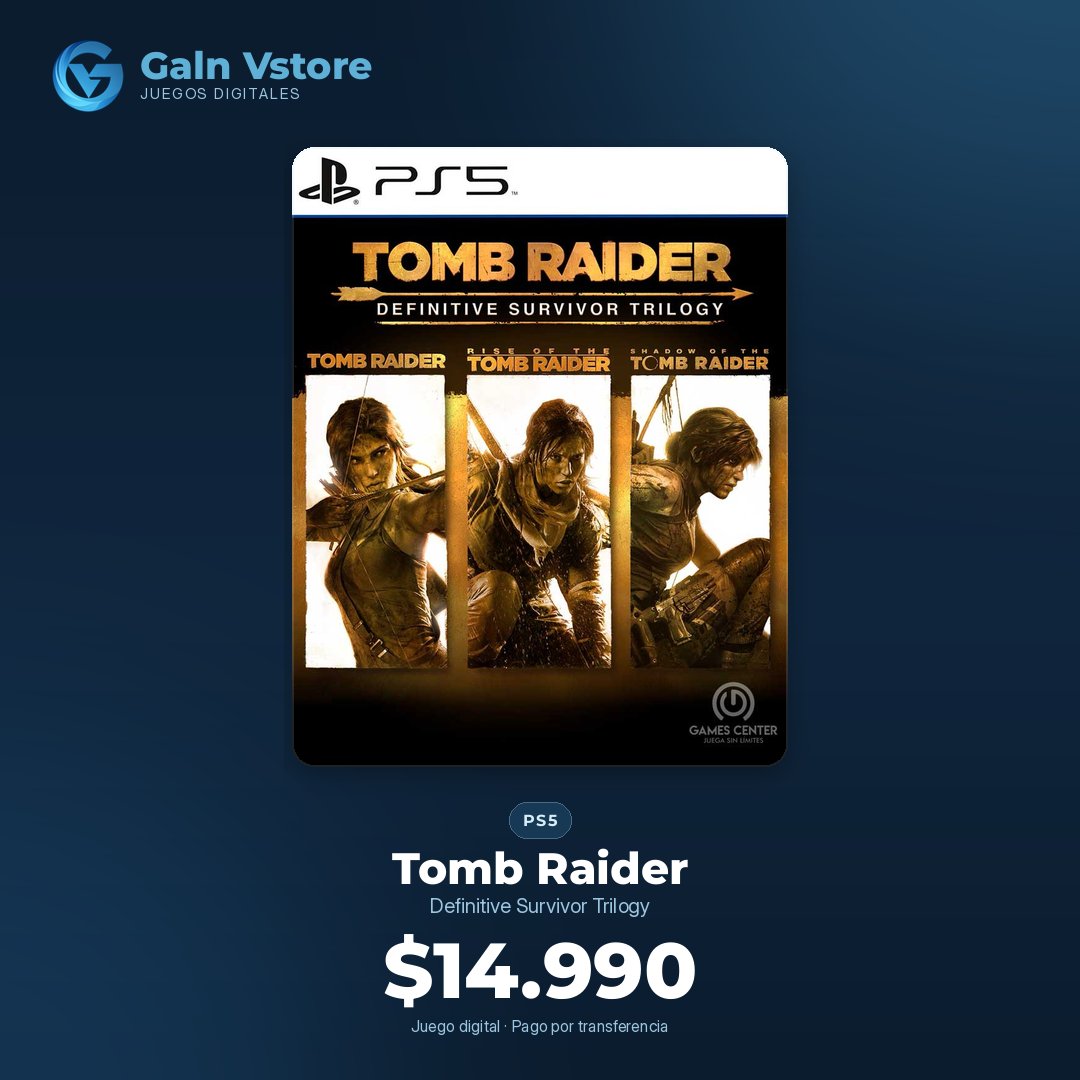 GaIn Vstore
JUEGOS DIGITALES
PS5
TOMB RAIDER
DEFINITIVE SURVIVOR TRILOGY
TOMB RAIDER
RISE OF THE
TOMB RAIDER
SHADOW OF THE
TOMB RAIDER
GAMES CENTER
JUEGA SIN LÍMITES
PS5
Tomb Raider
Definitive Survivor Trilogy
$14.990
Juego digital · Pago por transferencia